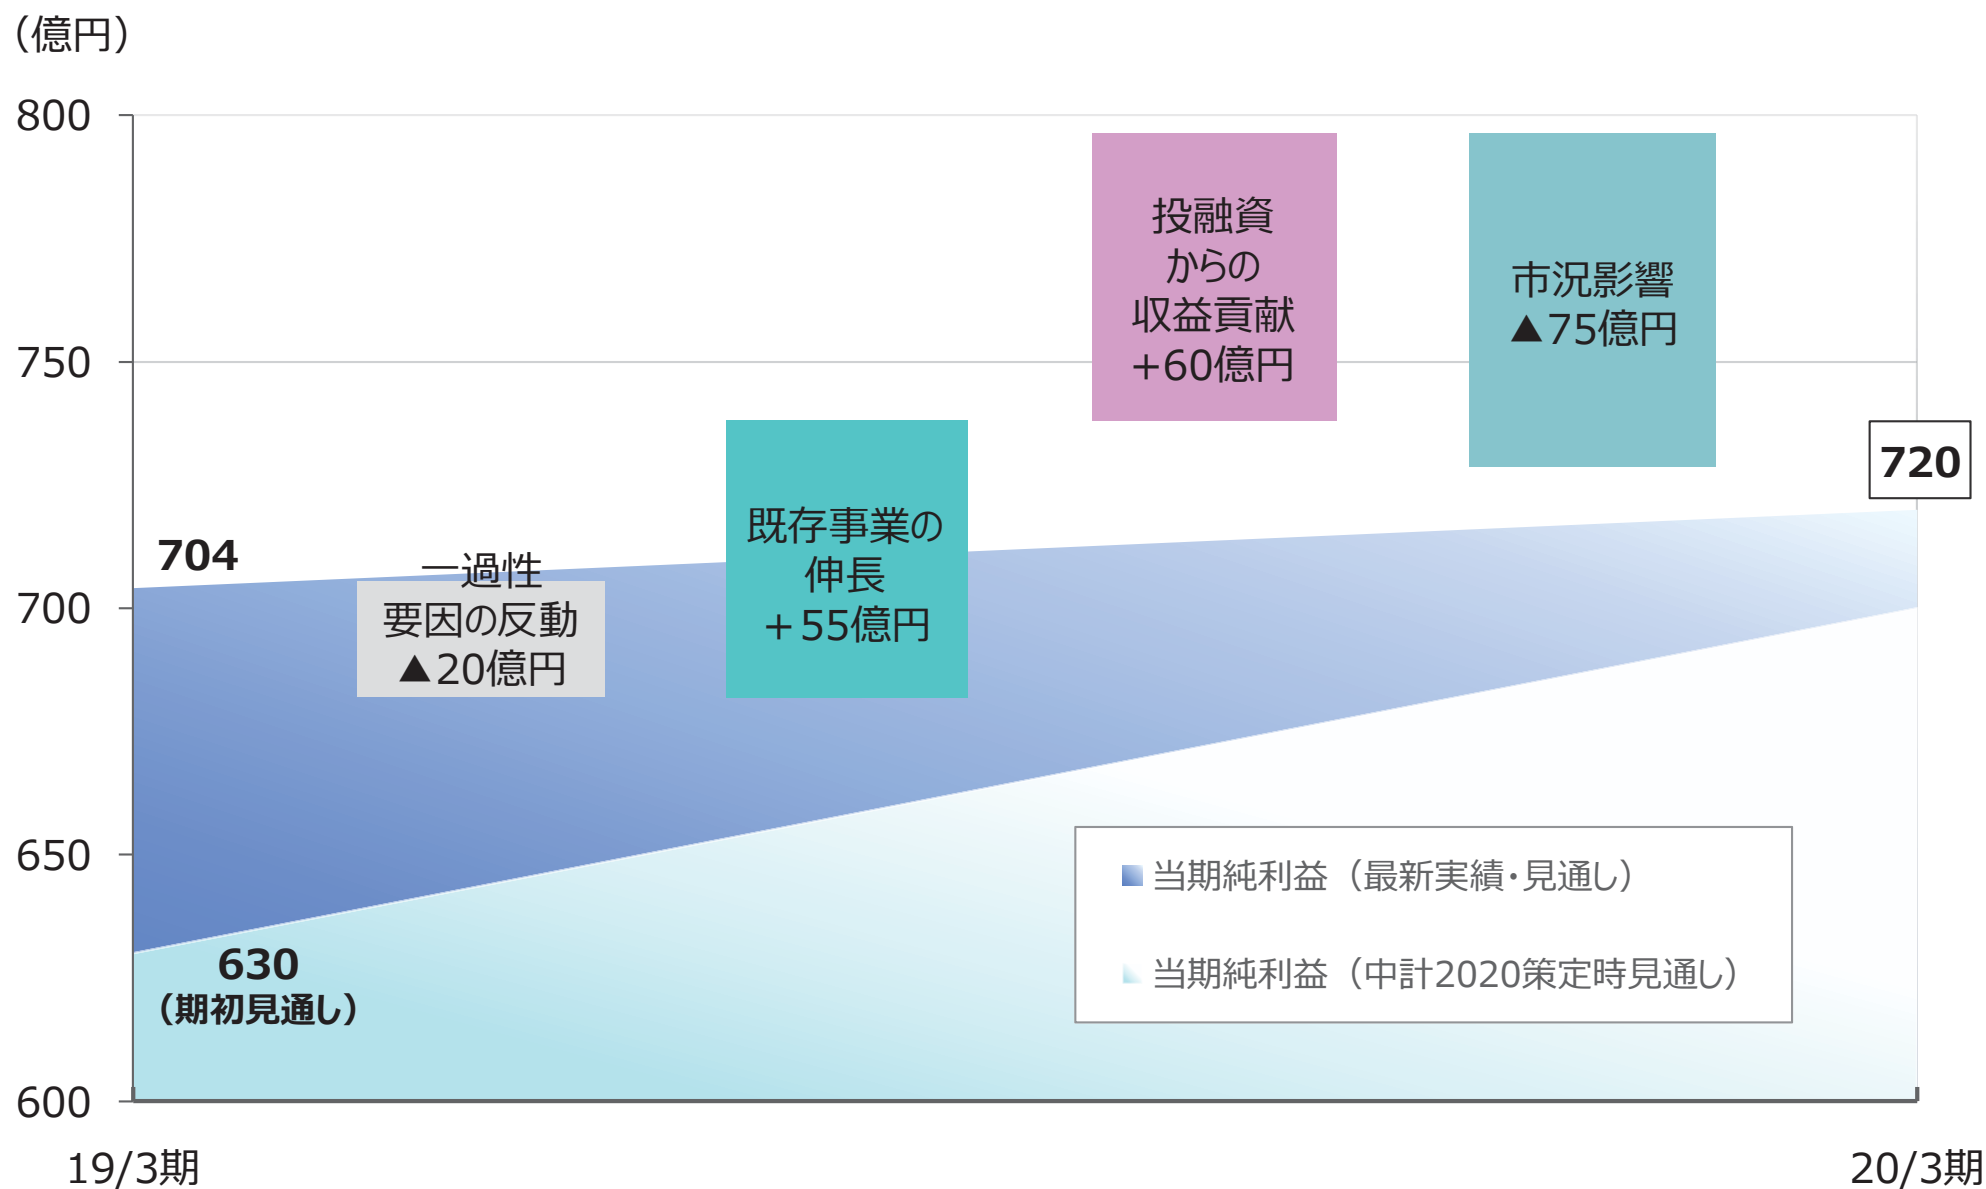 （億円）
800
750
700
650
600
704
630
（期初見通し）
一過性
要因の反動
▲20億円
既存事業の
伸長
＋55億円
投融資
からの
収益貢献
+60億円
市況影響
▲75億円
720
当期純利益（最新実績・見通し）
当期純利益（中計2020策定時見通し）
19/3期
20/3期